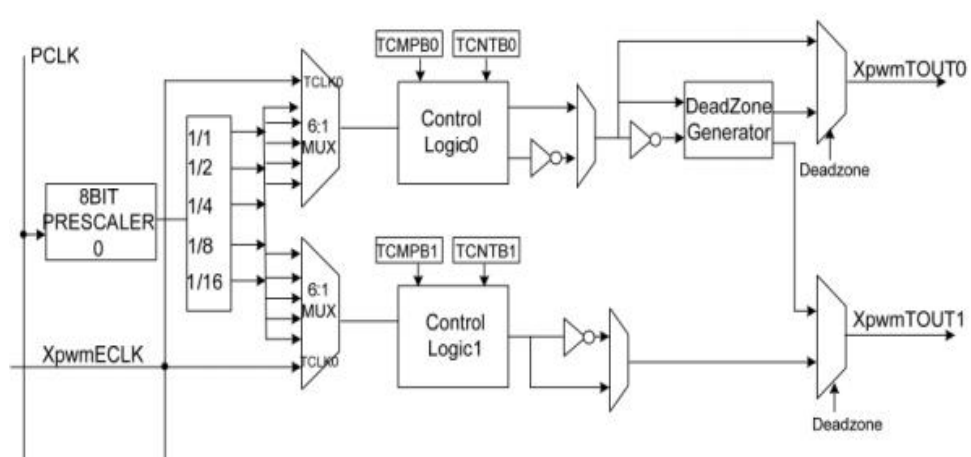 PCLK
TCMPB0
TCNTB0
TCLK0
6:1
MUX
Control
Logic0
DeadZone
Generator
XpwmTOUT0
Deadzone
1/1
1/2
1/4
1/8
1/16
8BIT
PRESCALER
0
TCMPB1
TCNTB1
6:1
MUX
TCLK0
Control
Logic1
XpwmECLK
XpwmTOUT1
Deadzone